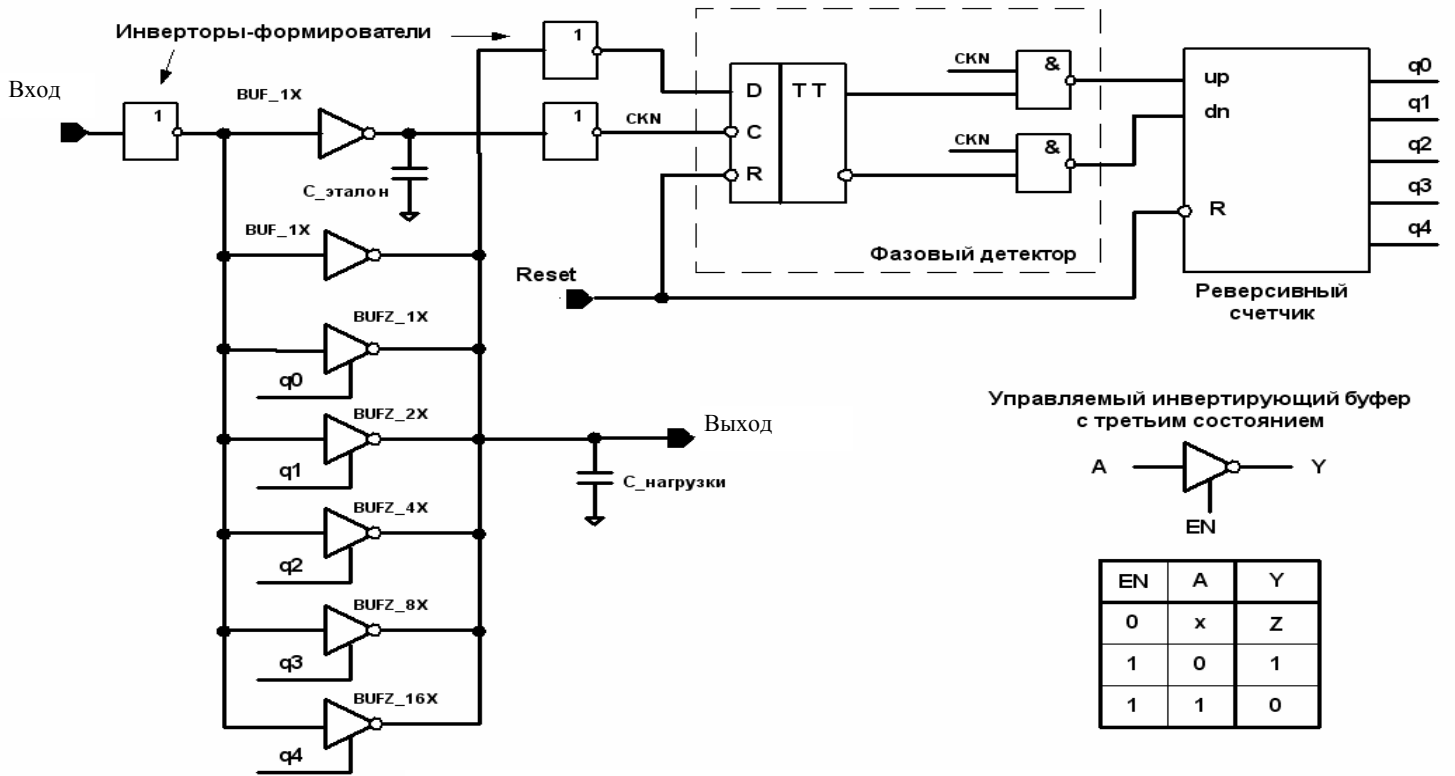 Инверторы-формирователи
Вход
1
BUF_1X
C_эталон
1
1
CKN
D
C
R
T T
CKN
&
CKN
&
Фазовый детектор
up
dn
R
q0
q1
q2
q3
q4
Реверсивный
счетчик
Reset
BUF_1X
BUFZ_1X
q0
BUFZ_2X
q1
BUFZ_4X
q2
BUFZ_8X
q3
BUFZ_16X
q4
Выход
C_нагрузки
Управляемый инвертирующий буфер
с третьим состоянием
A
Y
EN
EN A Y
0 x Z
1 0 1
1 1 0